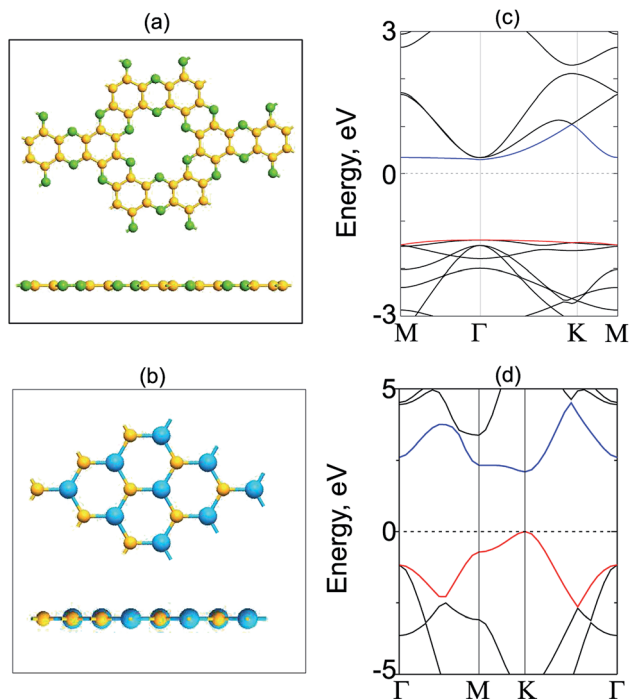 (a)
(c)
Energy, eV
3
0
-3
M Γ K M
(b)
(d)
Energy, eV
5
0
-5
Γ M K Γ